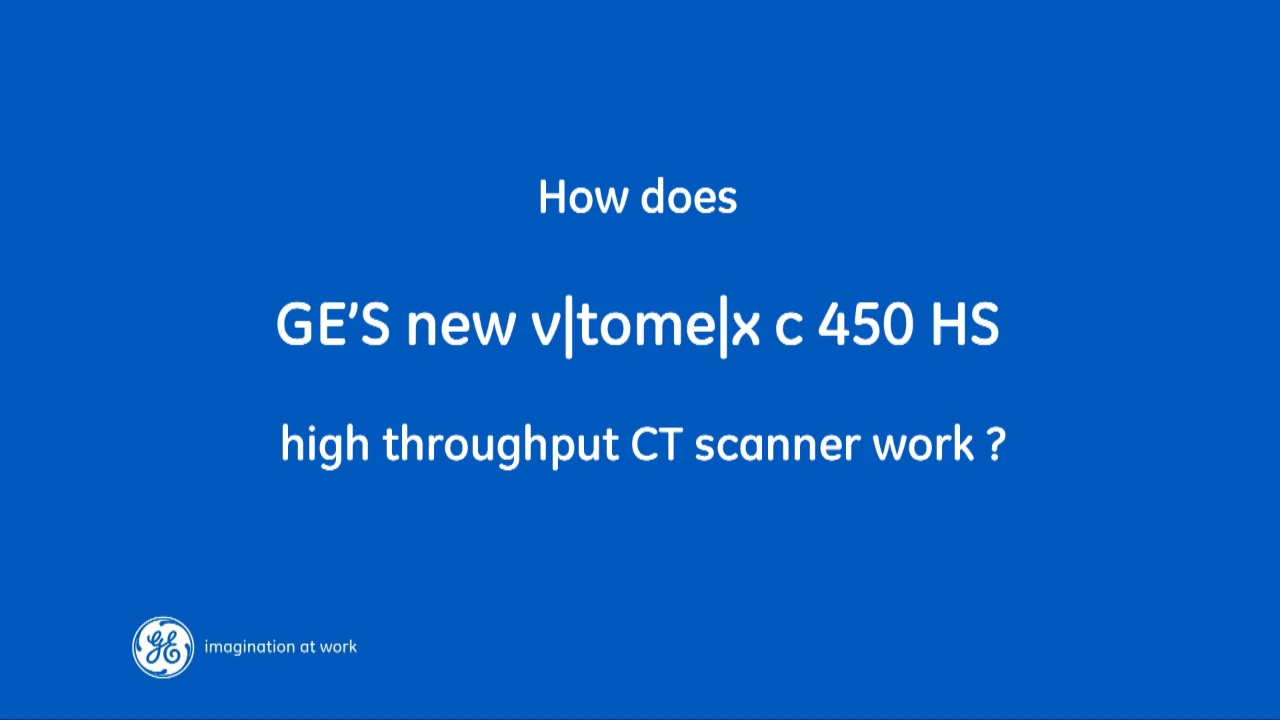 How does
GE'S new v|tome|x c 450 HS
high throughput CT scanner work ?
GE imagination at work